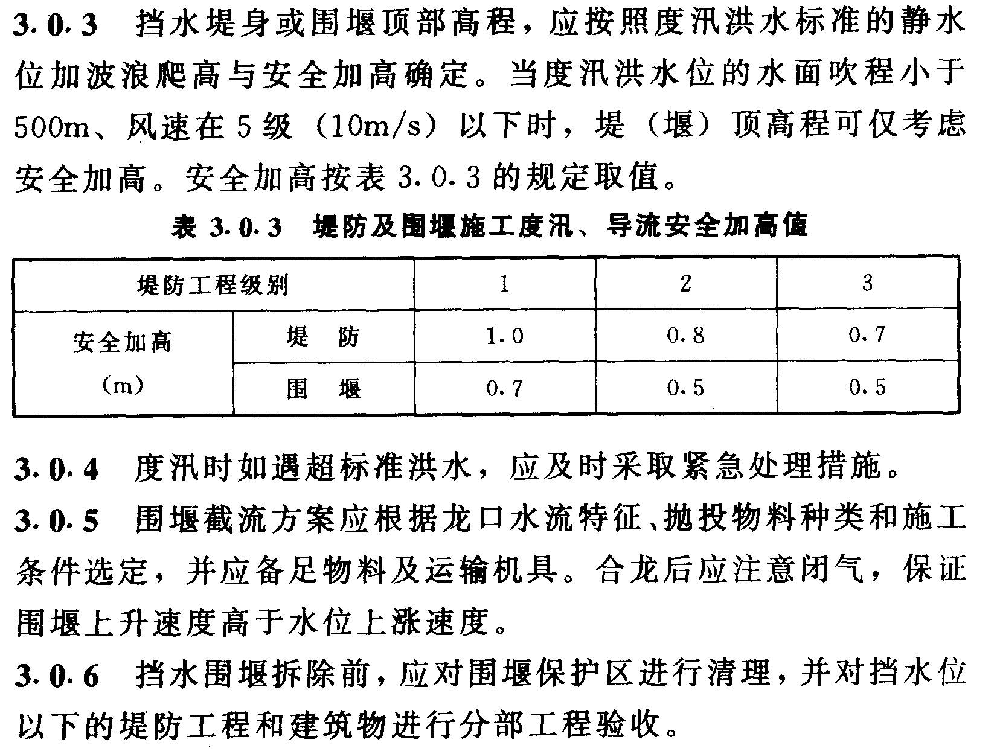 3.0.3 挡水堤身或围堰顶部高程，应按照度汛洪水标准的静水
位加波浪爬高与安全加高确定。当度汛洪水位的水面吹程小于
500m、风速在5级（10m/s）以下时，堤（堰）顶高程可仅考虑
安全加高。安全加高按表3.0.3的规定取值。
表 3.0.3 堤防及围堰施工度汛、导流安全加高值
堤防工程级别 1 2 3
安全加高
（m）
堤 防 1.0 0.8 0.7
围 堰 0.7 0.5 0.5
3.0.4 度汛时如遇超标准洪水，应及时采取紧急处理措施。
3.0.5 围堰截流方案应根据龙口水流特征、抛投物料种类和施工
条件选定，并应备足物料及运输机具。合龙后应注意闭气，保证
围堰上升速度高于水位上涨速度。
3.0.6 挡水围堰拆除前，应对围堰保护区进行清理，并对挡水位
以下的堤防工程和建筑物进行分部工程验收。